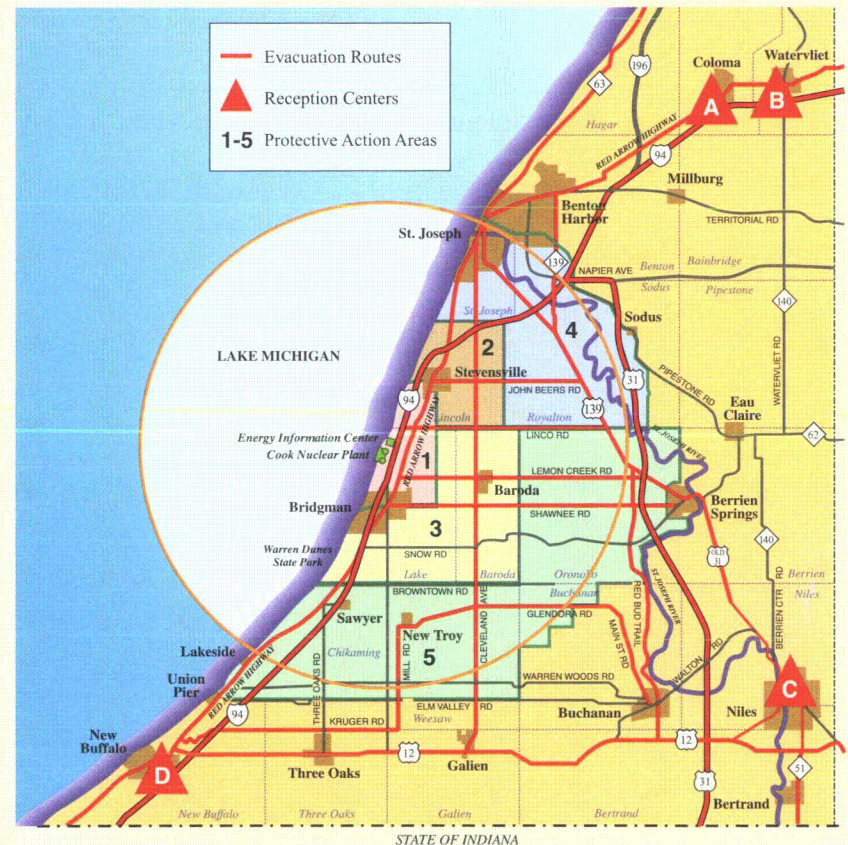 Evacuation Routes
Reception Centers
1-5 Protective Action Areas
196
63
Coloma
Watervliet
A
B
Hagar
RED ARROW HIGHWAY
94
Millburg
Benton
Harbor
TERRITORIAL RD
St. Joseph
139
NAPIER AVE
Benton
Bainbridge
Sodus
Pipestone
140
WATERVLIET RD
St Joseph
4
Sodus
2
LAKE MICHIGAN
Stevensville
31
PIPESTONE RD
94
JOHN BEERS RD
Eau
Claire
139
Lincoln
Royalton
RED ARROW HIGHWAY
LINCO RD
ST. JOSEPH RIVER
62
Energy Information Center
Cook Nuclear Plant
1
LEMON CREEK RD
Baroda
Bridgman
SHAWNEE RD
Berrien
Springs
3
Warren Dunes
State Park
SNOW RD
140
OLD
31
Lake
Baroda
Oronoko
Berrien
BROWNTOWN RD
Buchanan
Niles
ST. JOSEPH RIVER
RED BUD TRAIL
BERRIEN CTR RD
Sawyer
New Troy
GLENDORA RD
CLEVELAND AVE
MAIN ST RD
Lakeside
Chikaming
MILL RD
5
WALTON RD
Union
Pier
RED ARROW HIGHWAY
THREE OAKS RD
WARREN WOODS RD
C
94
ELM VALLEY RD
Buchanan
Niles
KRUGER RD
Weesaw
New
Buffalo
12
12
D
Three Oaks
Galien
31
51
Bertrand
New Buffalo
Three Oaks
Galien
Bertrand
STATE OF INDIANA